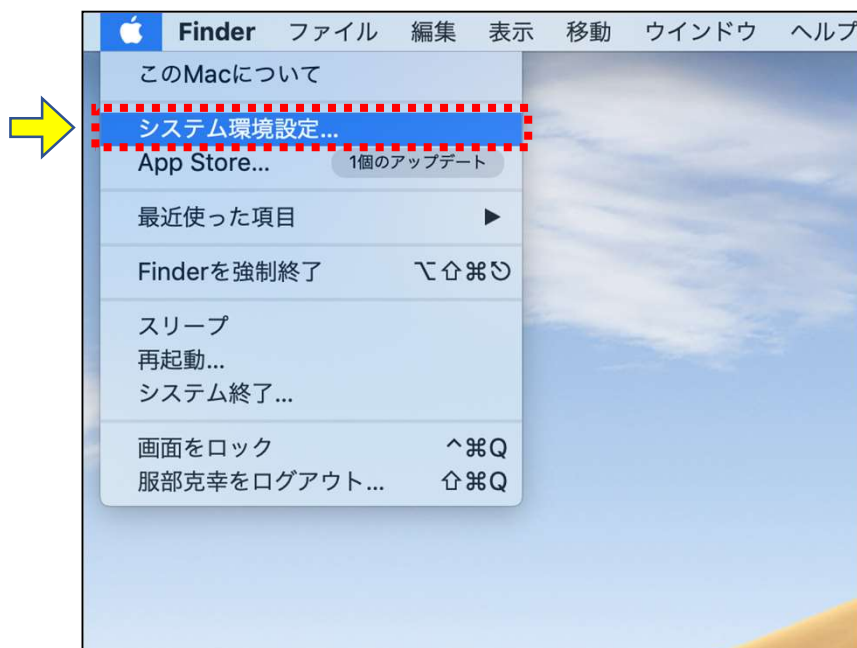 Finder ファイル 編集 表示 移動 ウインドウ ヘルプ
このMacについて
システム環境設定...
App Store... 1個のアップデート
最近使った項目 ▶
Finderを強制終了 ⌥⇧⌘⎋
スリープ
再起動...
システム終了...
画面をロック ^⌘Q
服部克幸をログアウト... ⇧⌘Q